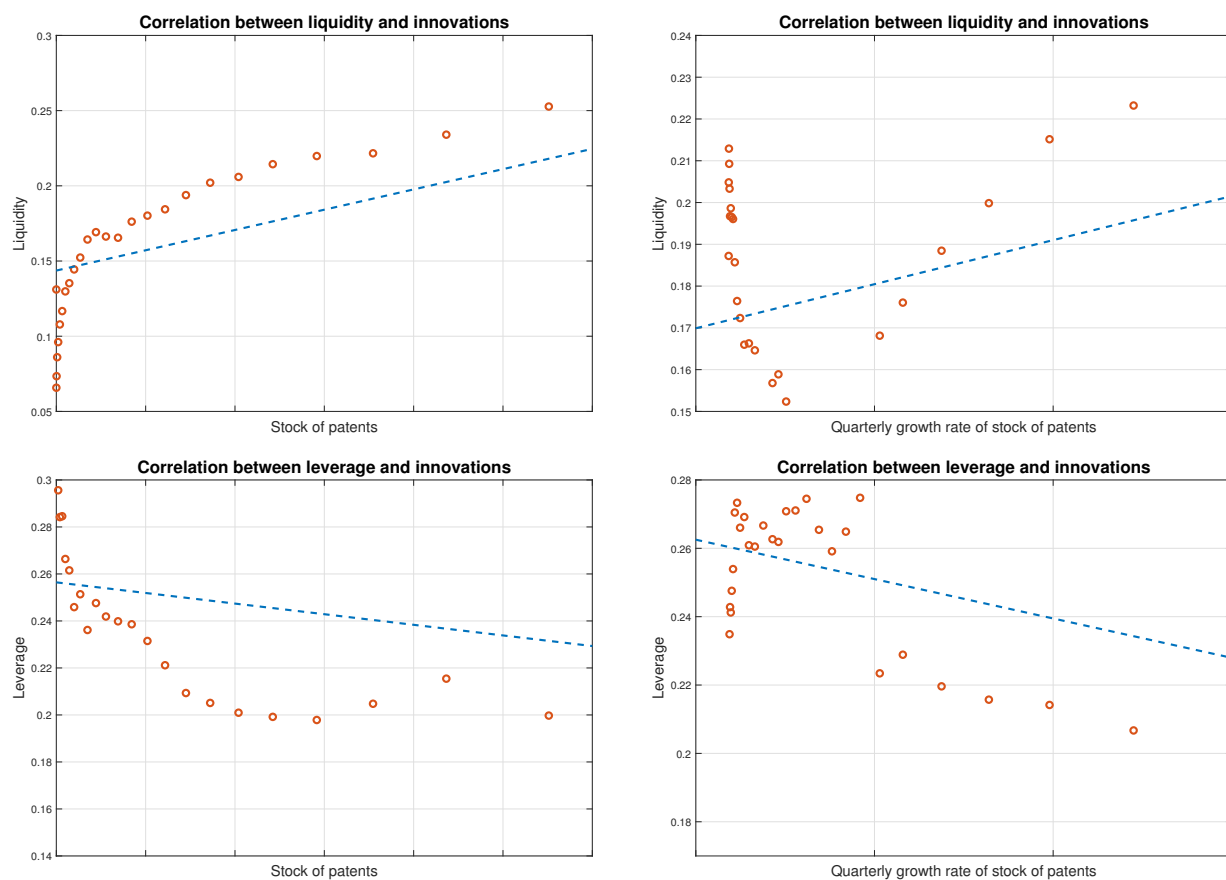 Correlation between liquidity and innovations
0.3
0.25
0.2
0.15
0.1
0.05
Liquidity
Stock of patents
Correlation between liquidity and innovations
0.24
0.23
0.22
0.21
0.2
0.19
0.18
0.17
0.16
0.15
Liquidity
Quarterly growth rate of stock of patents
Correlation between leverage and innovations
0.3
0.28
0.26
0.24
0.22
0.2
0.18
0.16
0.14
Leverage
Stock of patents
Correlation between leverage and innovations
0.28
0.26
0.24
0.22
0.2
0.18
Leverage
Quarterly growth rate of stock of patents